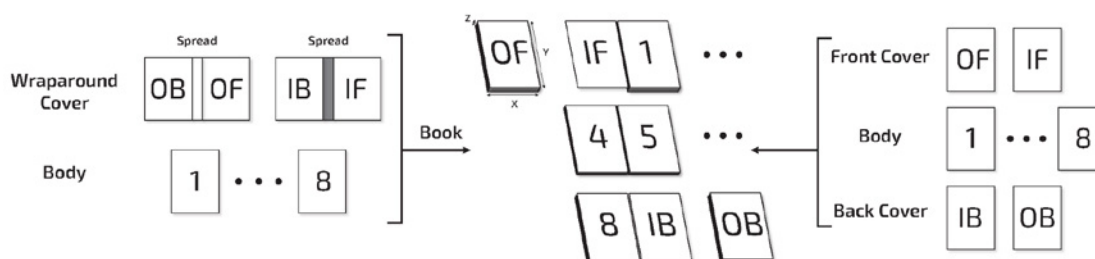 Spread
Spread
Wraparound
Cover
OB
OF
IB
IF
Body
1
•••
8
Book
Z
OF
Y
X
IF
1
•••
4
5
•••
8
IB
OB
Front Cover
OF
IF
Body
1
•••
8
Back Cover
IB
OB